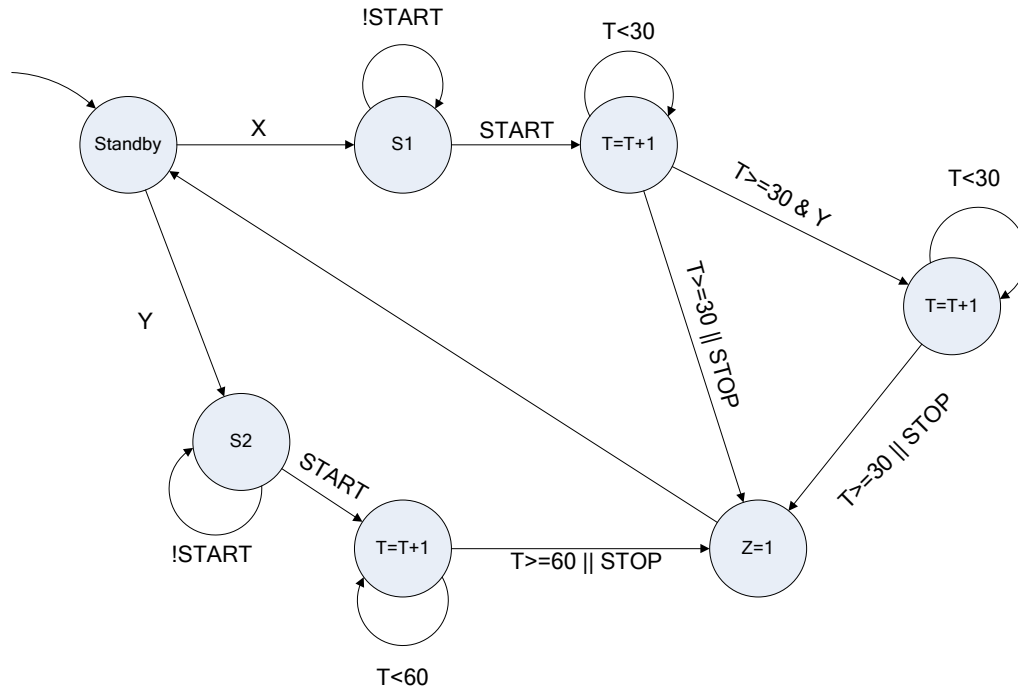 !START
T<30
Standby
X
S1
START
T=T+1
T>=30 & Y
T<30
T=T+1
T>=30 || STOP
Y
T>=30 || STOP
S2
START
!START
T=T+1
T>=60 || STOP
Z=1
T<60